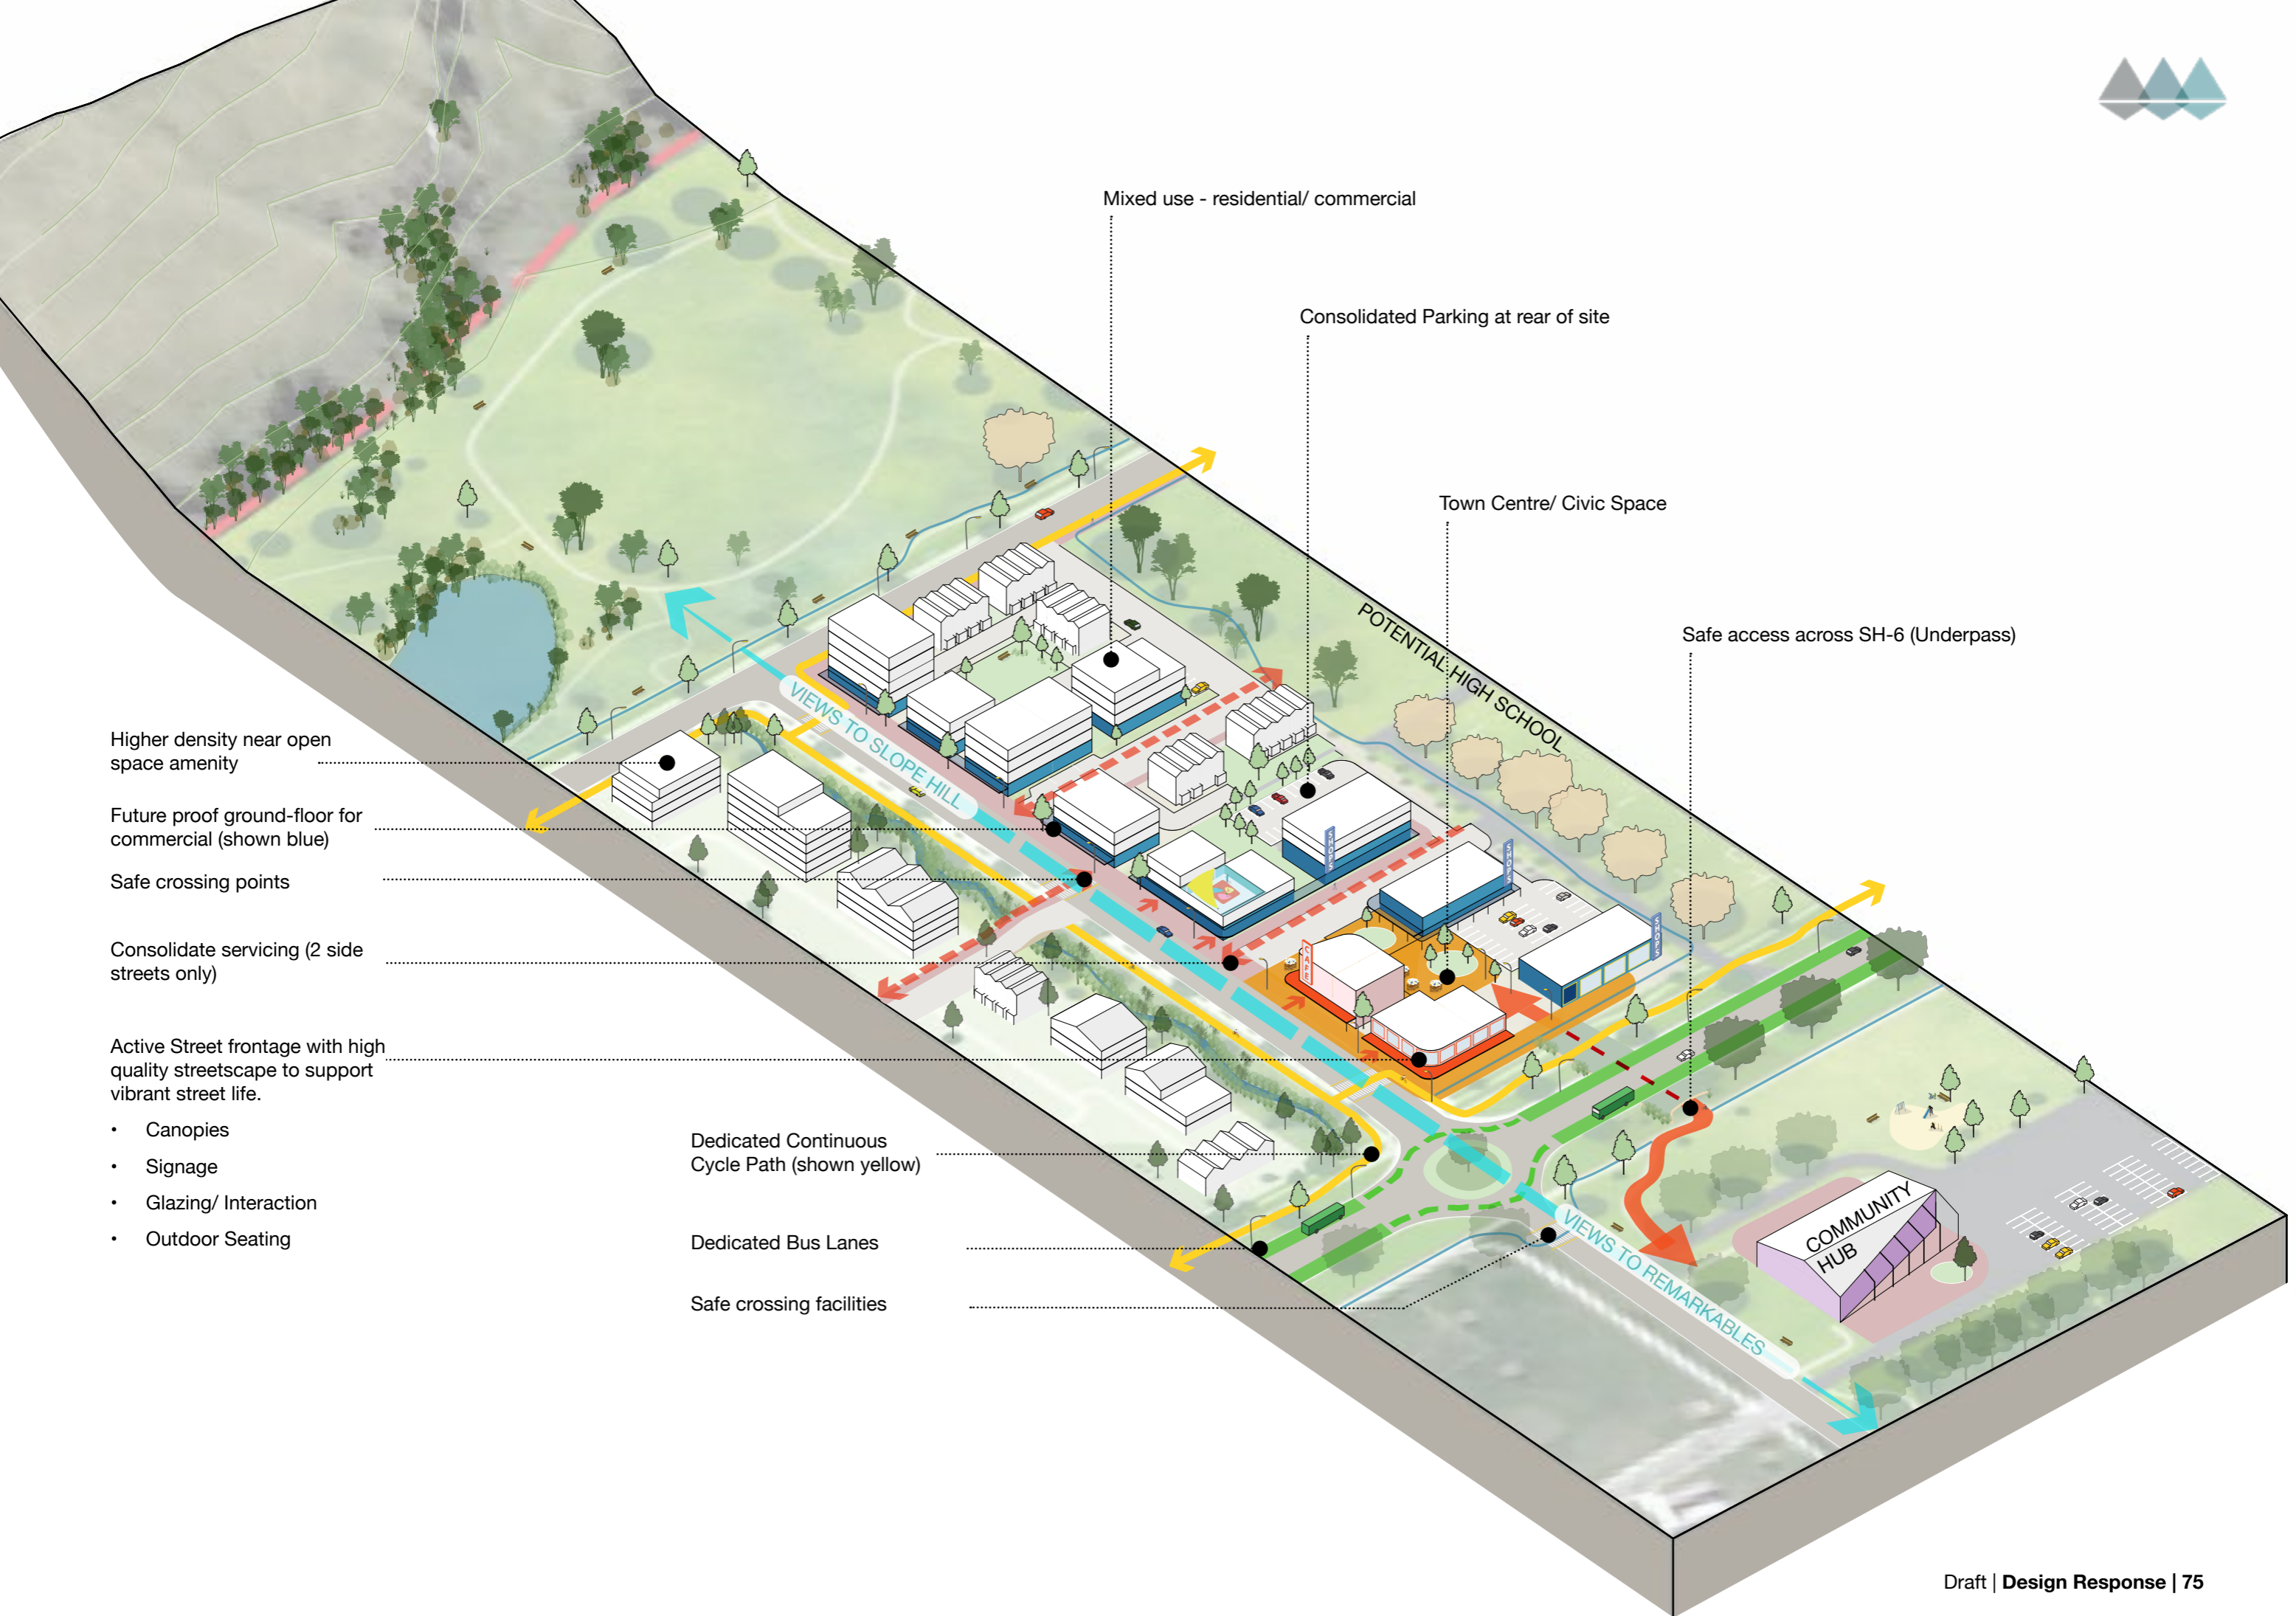 Mixed use - residential/ commercial
Consolidated Parking at rear of site
Town Centre/ Civic Space
Safe access across SH-6 (Underpass)
POTENTIAL HIGH SCHOOL
VIEWS TO SLOPE HILL
Higher density near open
space amenity
Future proof ground-floor for
commercial (shown blue)
Safe crossing points
Consolidate servicing (2 side
streets only)
Active Street frontage with high
quality streetscape to support
vibrant street life.
• Canopies
• Signage
• Glazing/ Interaction
• Outdoor Seating
SHOPS
SHOPS
SHOPS
CAFE
Dedicated Continuous
Cycle Path (shown yellow)
Dedicated Bus Lanes
Safe crossing facilities
VIEWS TO REMARKABLES
COMMUNITY
HUB
Draft | Design Response | 75